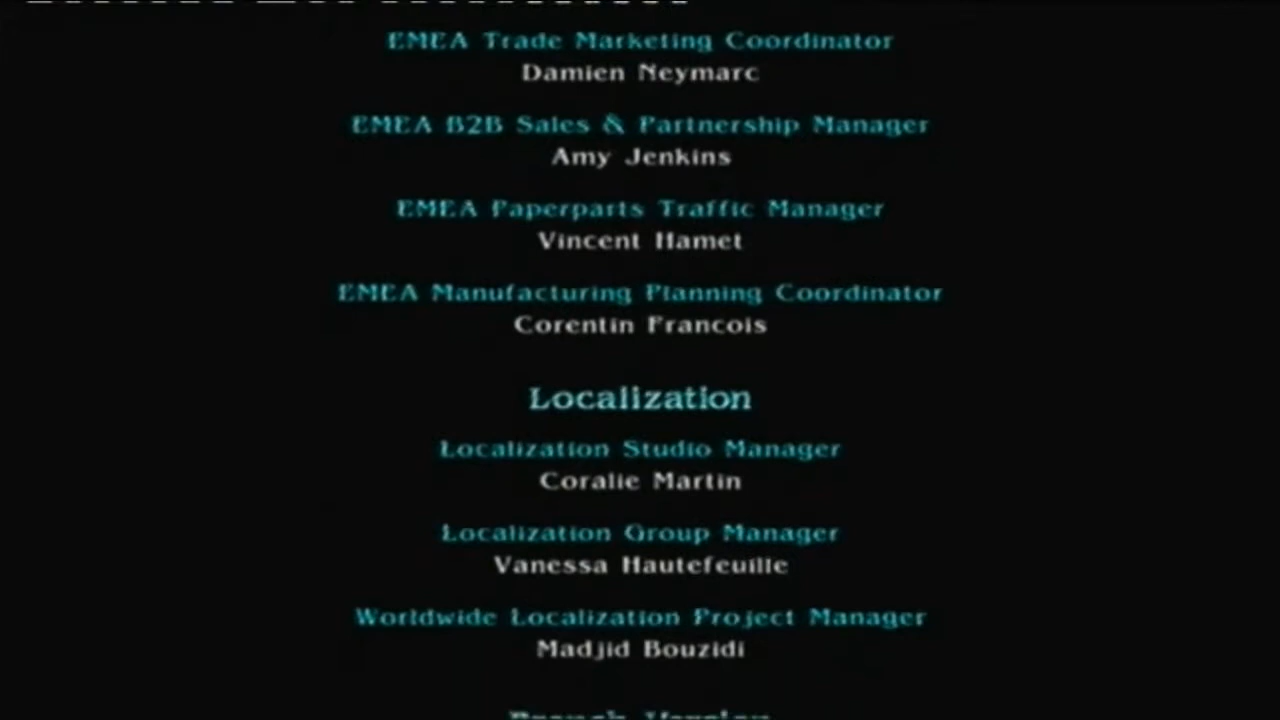 EMEA Trade Marketing Coordinator
Damien Neymarc
EMEA B2B Sales & Partnership Manager
Amy Jenkins
EMEA Paperparts Traffic Manager
Vincent Hamet
EMEA Manufacturing Planning Coordinator
Corentin Francois
Localization
Localization Studio Manager
Coralie Martin
Localization Group Manager
Vanessa Hautefeuille
Worldwide Localization Project Manager
Madjid Bouzidi